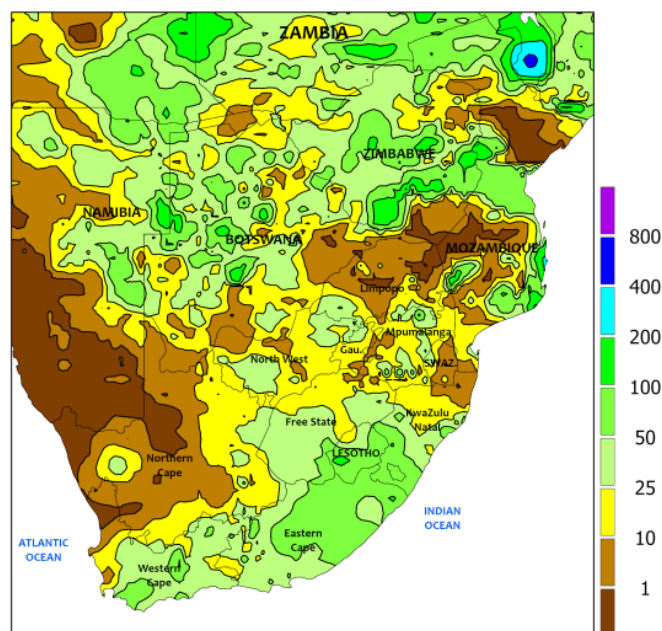 ZAMBIA
ZIMBABWE
NAMIBIA
BOTSWANA
MOZAMBIQUE
Limpopo
Mpumalanga
Gau.
North West
SWAZ.
KwaZulu
Natal
Free State
LESOTHO
Northern
Cape
Eastern
Cape
Western
Cape
INDIAN
OCEAN
ATLANTIC
OCEAN
800
400
200
100
50
25
10
1